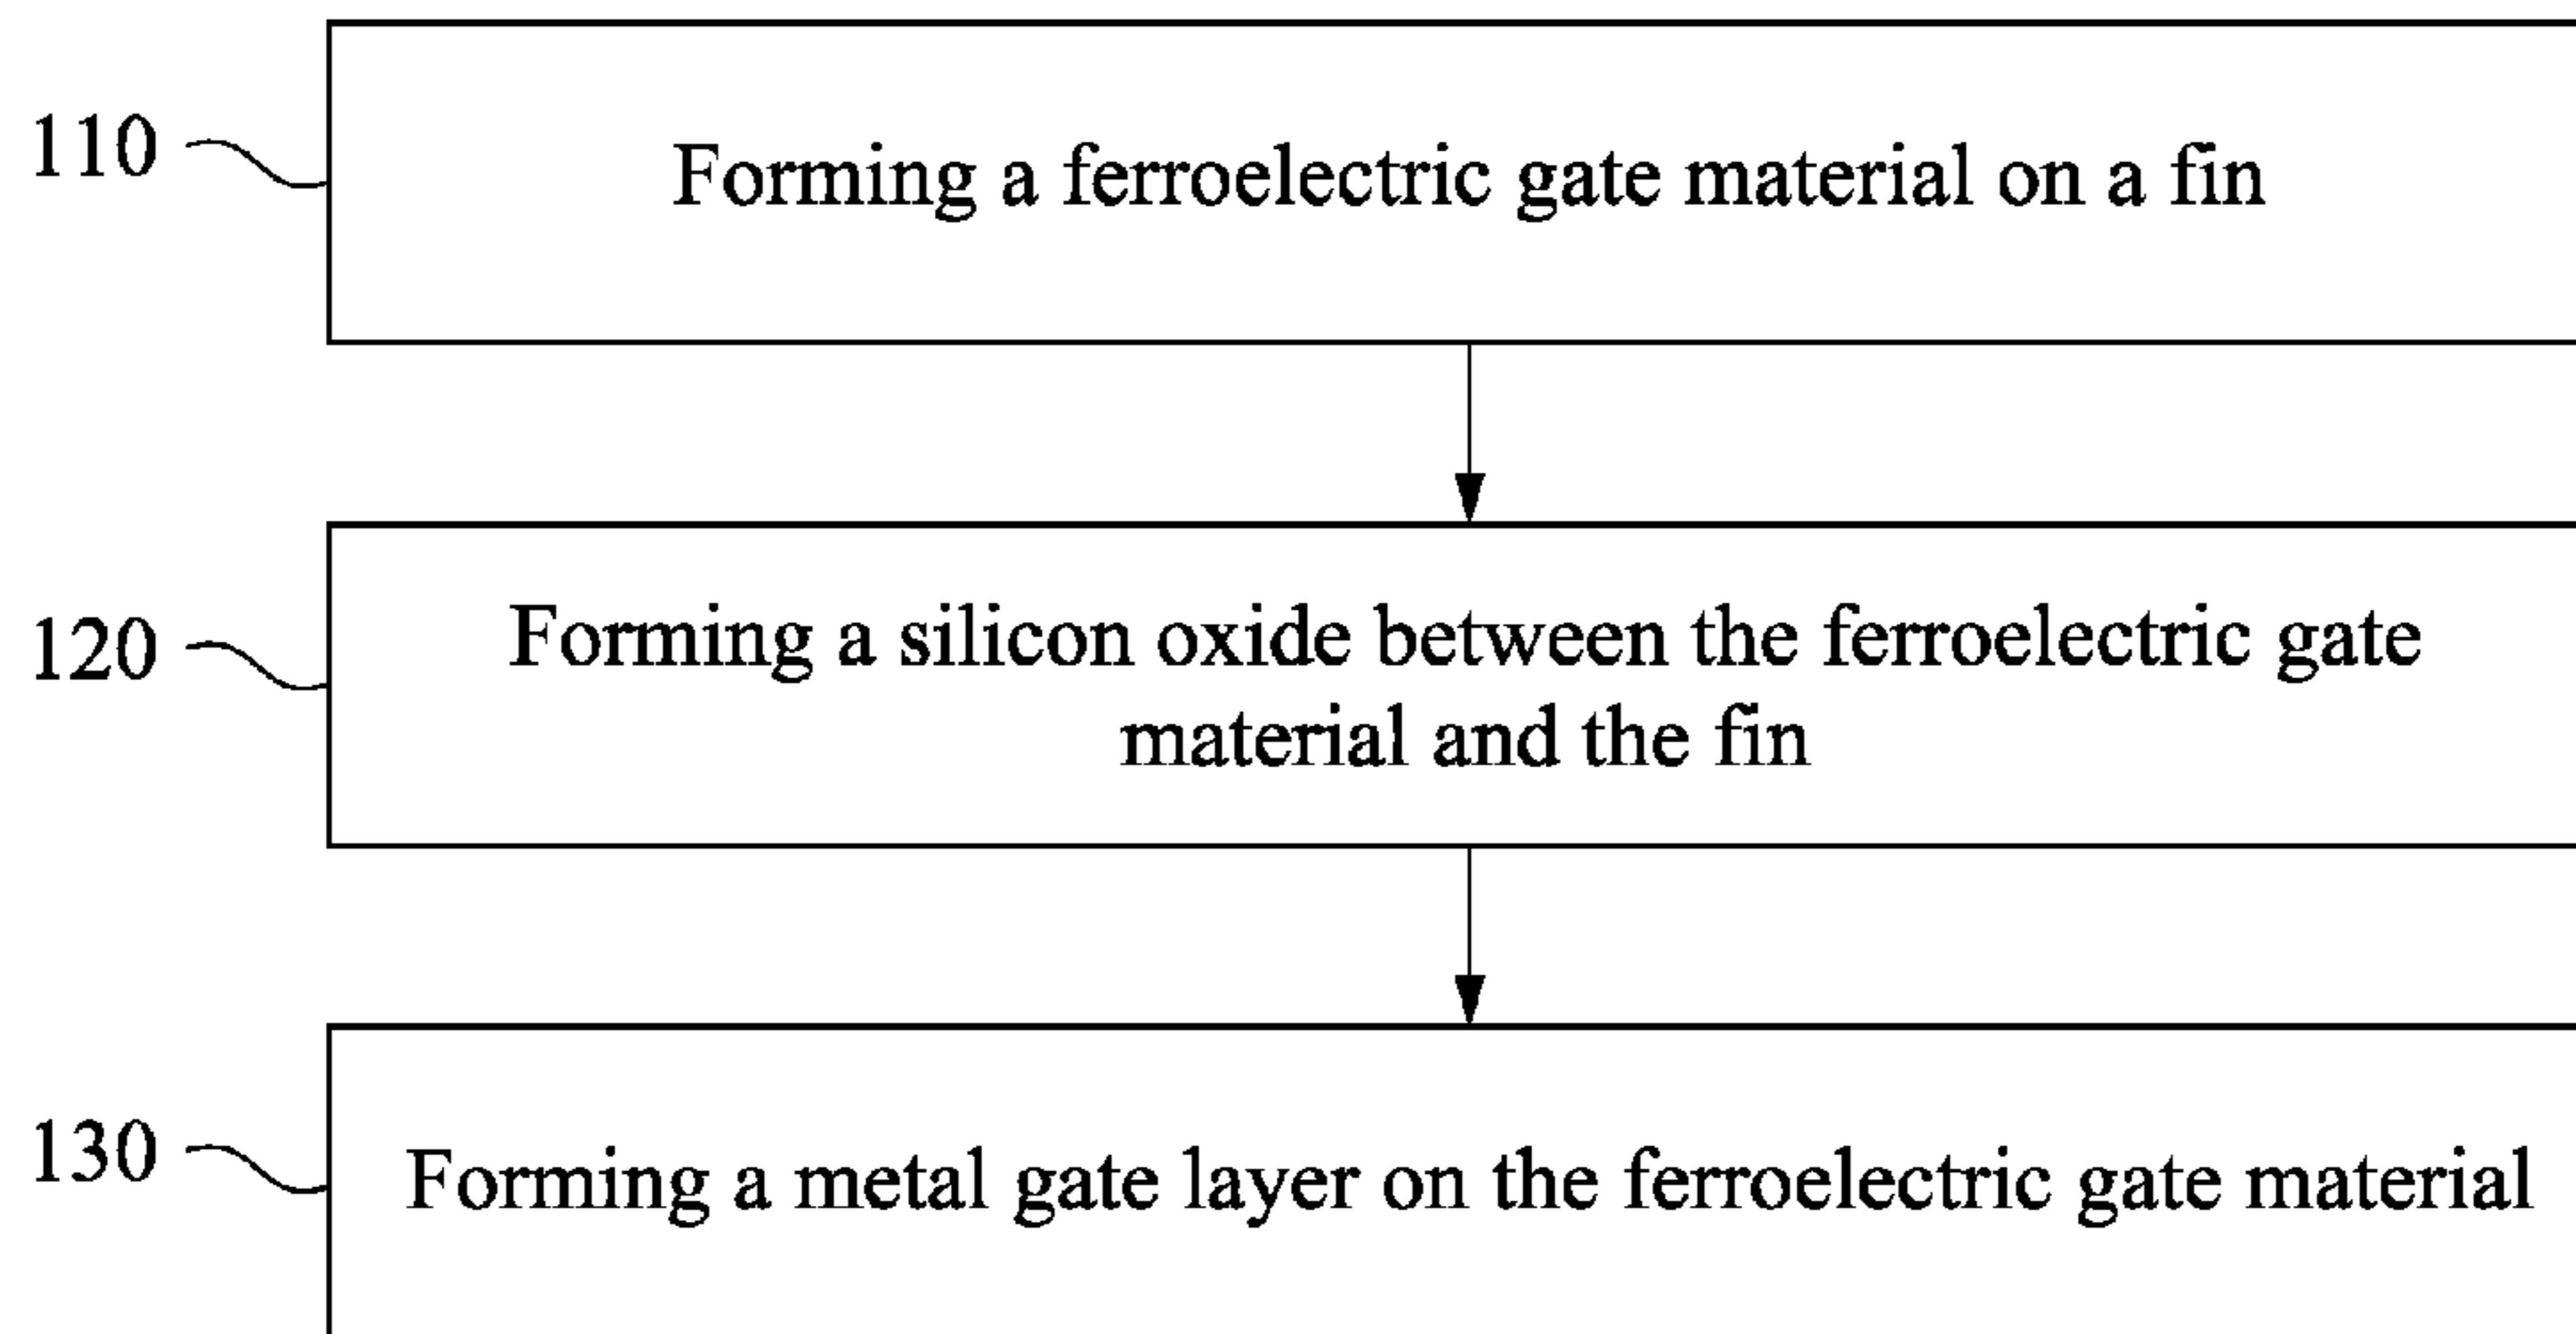 110
Forming a ferroelectric gate material on a fin
120
Forming a silicon oxide between the ferroelectric gate
material and the fin
130
Forming a metal gate layer on the ferroelectric gate material